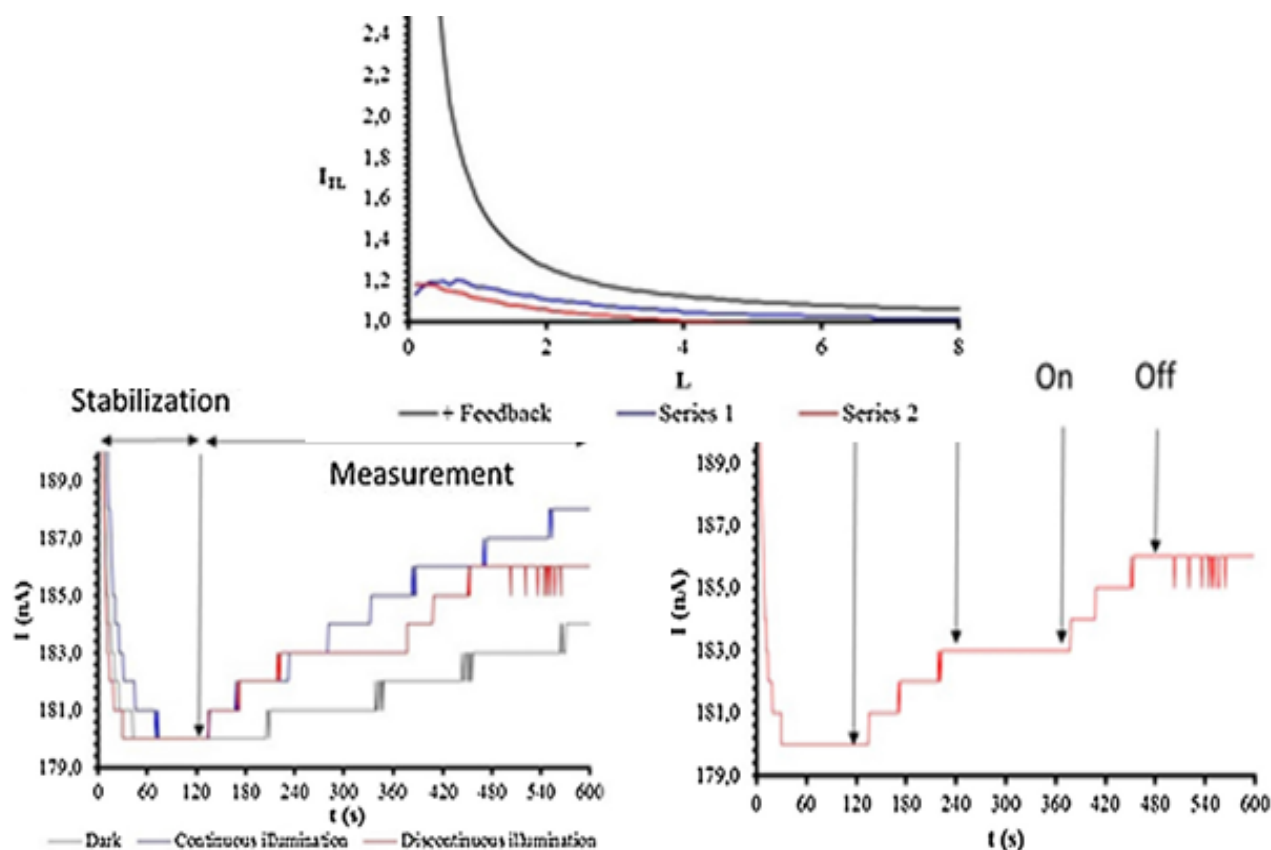 2,4
2,2
2,0
1,8
1,6
1,4
1,2
1,0
I_TL
0 2 4 6 8
L
+ Feedback Series 1 Series 2
Stabilization
Measurement
On Off
189,0
187,0
185,0
183,0
181,0
179,0
I (nA)
0 60 120 180 240 300 360 420 480 540 600
t (s)
Dark Continuous illumination Discontinuous illumination
189,0
187,0
185,0
183,0
181,0
179,0
I (nA)
0 60 120 180 240 300 360 420 480 540 600
t (s)